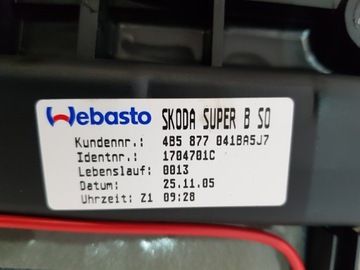 Webasto SKODA SUPER B SO
Kundennr.: 4B5 877 041BA5J7
Identnr.: 1704701C
Lebenslauf: 0013
Datum: 25.11.05
Uhrzeit: Z1 09:28